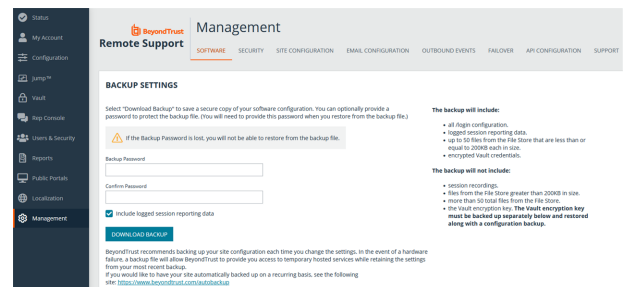 Status
My Account
Configuration
Jump™
Vault
Rep Console
Users & Security
Reports
Public Portals
Localization
Management
BeyondTrust
Remote Support
Management
SOFTWARE SECURITY SITE CONFIGURATION EMAIL CONFIGURATION OUTBOUND EVENTS FAILOVER API CONFIGURATION SUPPORT
BACKUP SETTINGS
Select "Download Backup" to save a secure copy of your software configuration. You can optionally provide a
password to protect the backup file. (You will need to provide this password when you restore from the backup file.)
If the Backup Password is lost, you will not be able to restore from the backup file.
Backup Password
Confirm Password
Include logged session reporting data
DOWNLOAD BACKUP
BeyondTrust recommends backing up your site configuration each time you change the settings. In the event of a hardware
failure, a backup file will allow BeyondTrust to provide you access to temporary hosted services while retaining the settings
from your most recent backup.
If you would like to have your site automatically backed up on a recurring basis, see the following
site: https://www.beyondtrust.com/autobackup
The backup will include:
• all /login configuration.
• logged session reporting data.
• up to 50 files from the File Store that are less than or
equal to 200KB each in size.
• encrypted Vault credentials.
The backup will not include:
• session recordings.
• files from the File Store greater than 200KB in size.
• more than 50 total files from the File Store.
• the Vault encryption key. The Vault encryption key
must be backed up separately below and restored
along with a configuration backup.